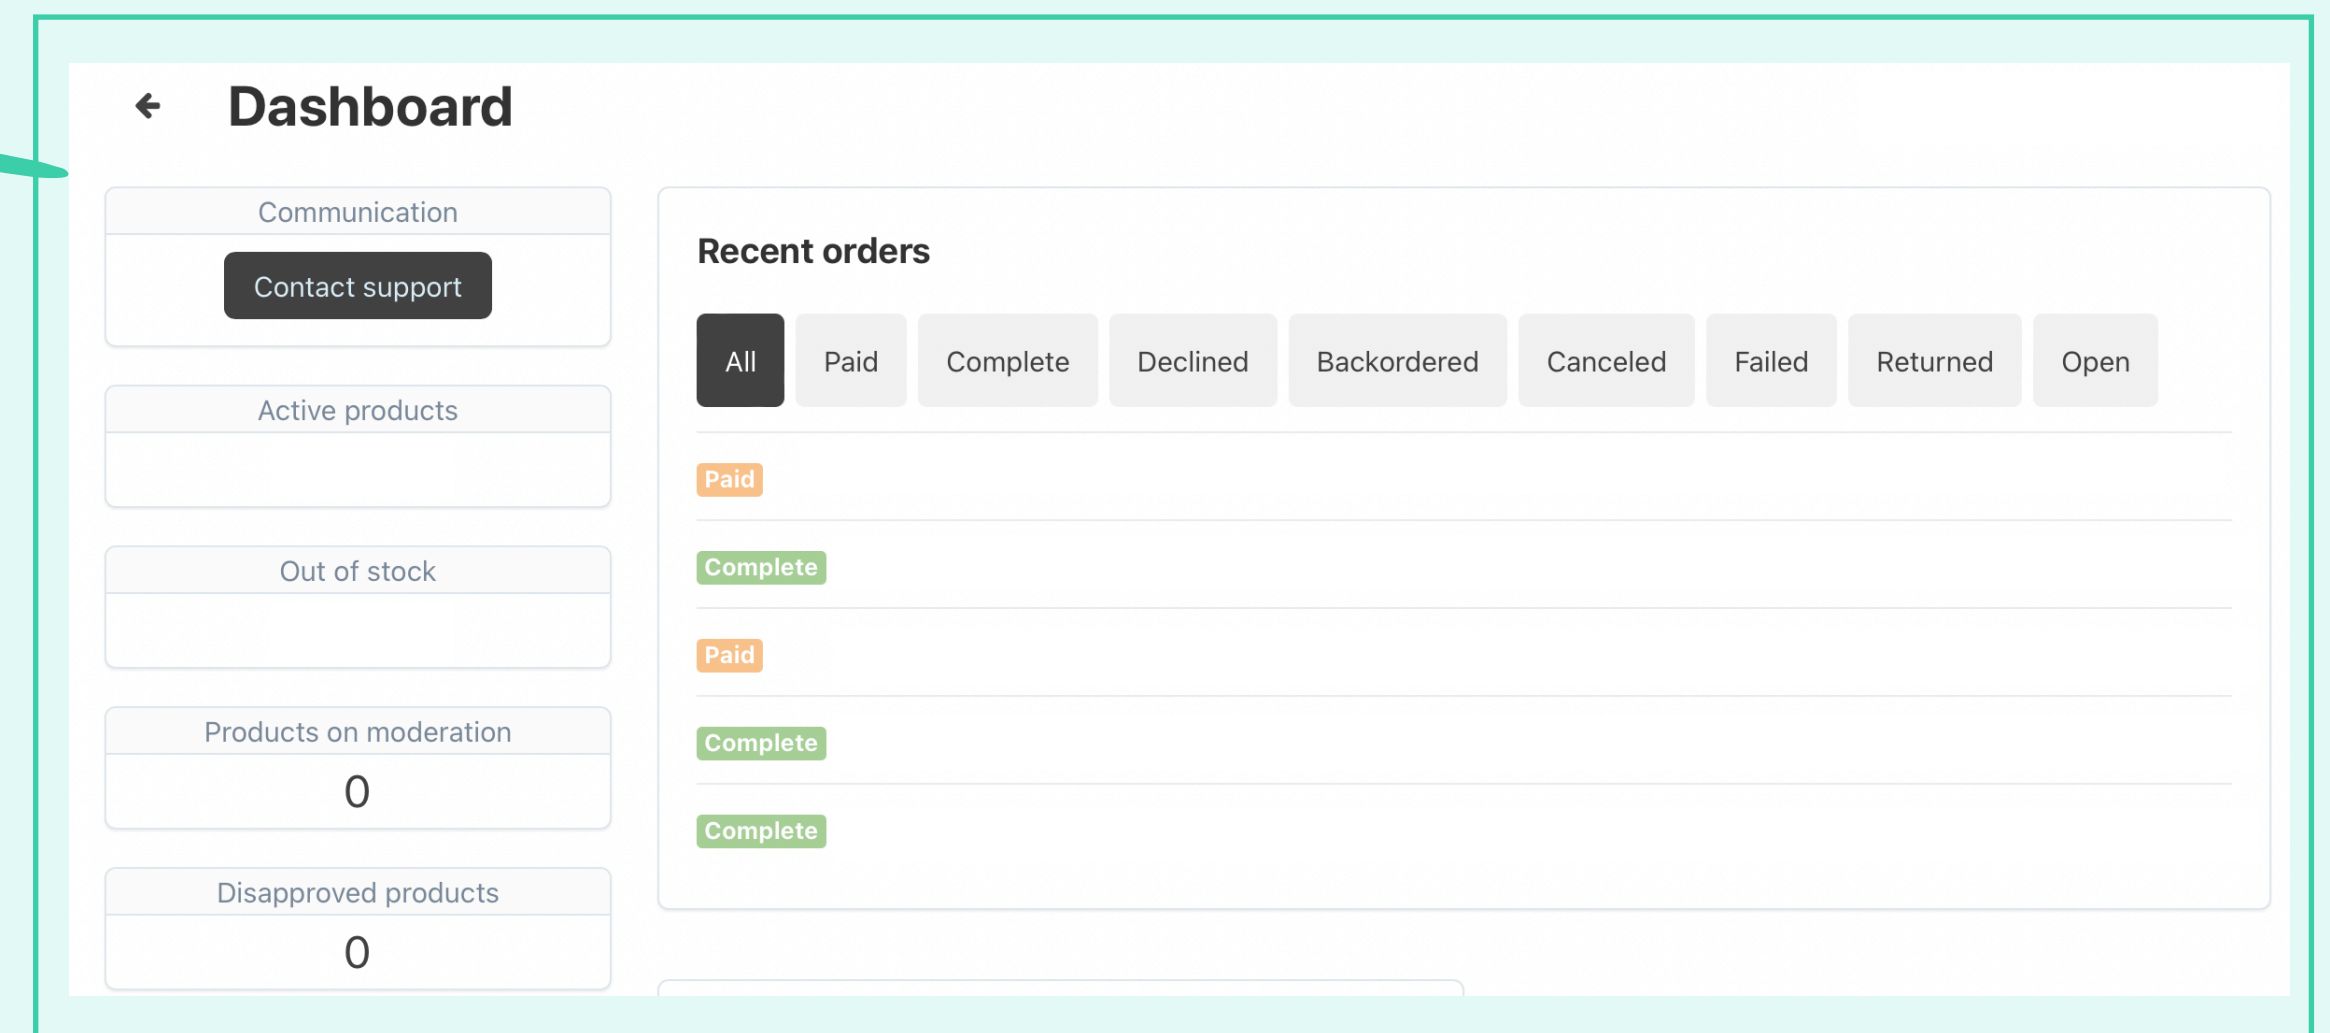 Dashboard
Communication
Contact support
Active products
Out of stock
Products on moderation
0
Disapproved products
0
Recent orders
All Paid Complete Declined Backordered Canceled Failed Returned Open
Paid
Complete
Paid
Complete
Complete